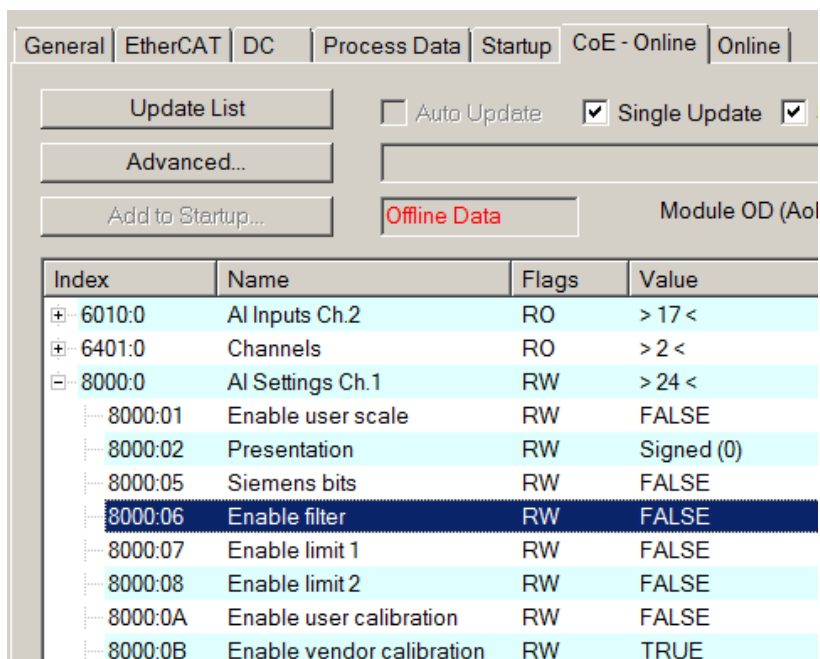 General EtherCAT DC Process Data Startup CoE - Online Online
Update List Auto Update Single Update
Advanced...
Add to Startup... Offline Data Module OD (AoE
Index Name Flags Value
6010:0 AI Inputs Ch.2 RO > 17 <
6401:0 Channels RO > 2 <
8000:0 AI Settings Ch.1 RW > 24 <
8000:01 Enable user scale RW FALSE
8000:02 Presentation RW Signed (0)
8000:05 Siemens bits RW FALSE
8000:06 Enable filter RW FALSE
8000:07 Enable limit 1 RW FALSE
8000:08 Enable limit 2 RW FALSE
8000:0A Enable user calibration RW FALSE
8000:0B Enable vendor calibration RW TRUE